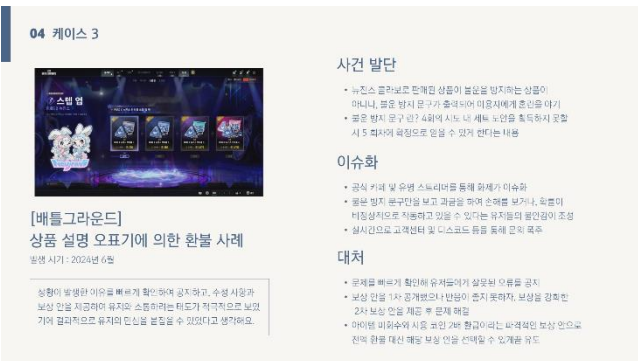 04 케이스 3
스텝 업
[배틀그라운드]
상품 설명 오표기에 의한 환불 사례
발생 시기 : 2024년 6월
상황이 발생한 이유를 빠르게 확인하여 공지하고, 수정 사항과
보상 안을 제공하여 유저와 소통하려는 태도가 적극적으로 보였
기에 결과적으로 유저의 민심을 붙잡을 수 있었다고 생각해요.
사건 발단
• 뉴진스 콜라보로 판매된 상품이 불운을 방지하는 상품이
아니나, 불운 방지 문구가 출력되어 이용자에게 혼란을 야기
• 불운 방지 문구 란? 4회의 시도 내 세트 도안을 획득하지 못할
시 5 회차에 확정으로 얻을 수 있게 한다는 내용
이슈화
• 공식 카페 및 유명 스트리머를 통해 화제가 이슈화
• 불운 방지 문구만을 보고 과금을 하여 손해를 보거나, 확률이
비정상적으로 작동하고 있을 수 있다는 유저들의 불안감이 조성
• 실시간으로 고객센터 및 디스코드 등을 통해 문의 폭주
대처
• 문제를 빠르게 확인해 유저들에게 잘못된 오류를 공지
• 보상 안을 1차 공개했으나 반응이 좋지 못하자, 보상을 강화한
2차 보상 안을 제공 후 문제 해결
• 아이템 미회수와 사용 코인 2배 환급이라는 파격적인 보상 안으로
전액 환불 대신 해당 보상 안을 선택할 수 있게끔 유도